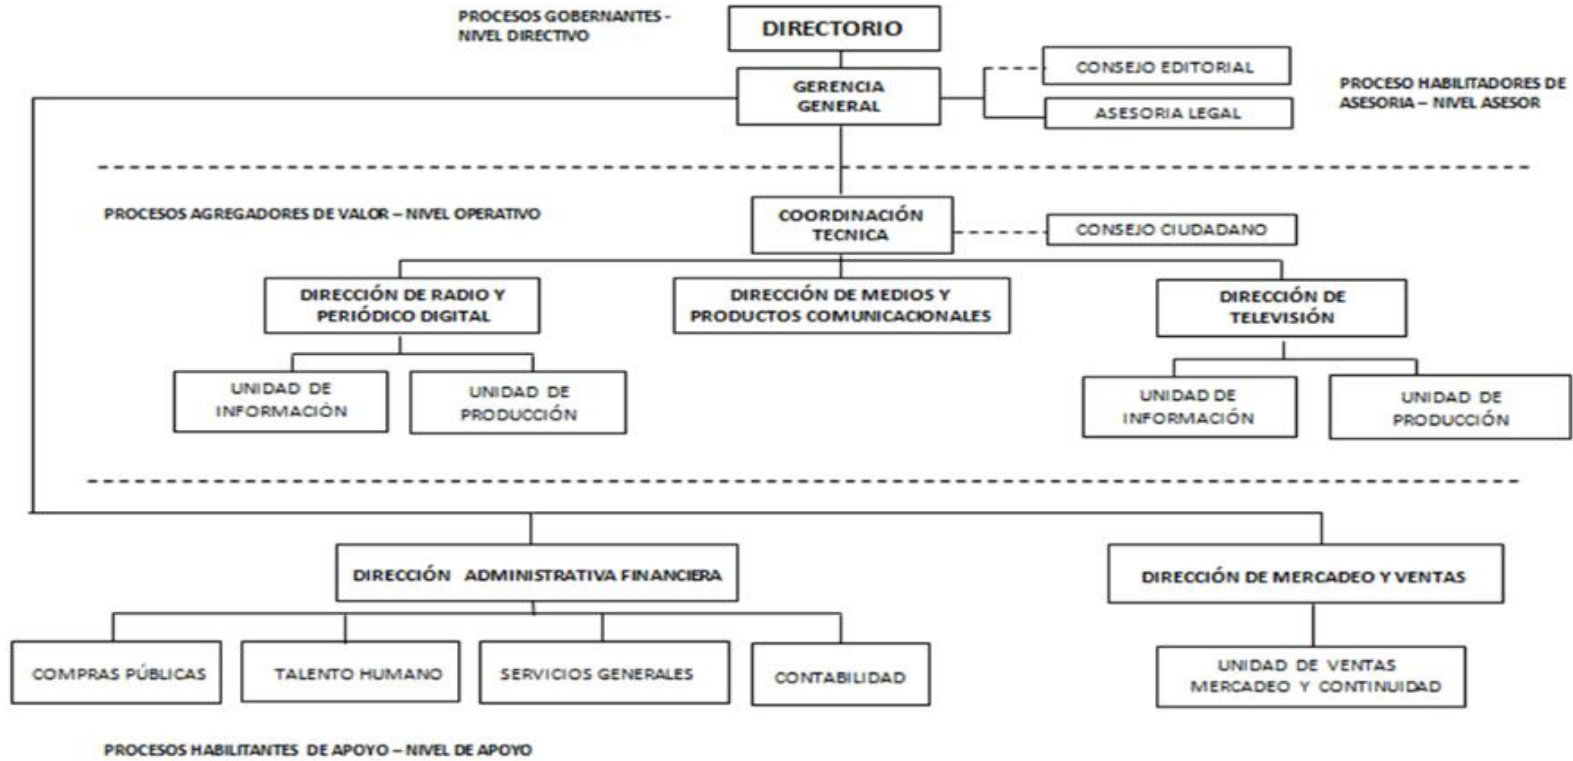 PROCESOS GOBERNANTES -
NIVEL DIRECTIVO
DIRECTORIO
GERENCIA
GENERAL
CONSEJO EDITORIAL
ASESORIA LEGAL
PROCESO HABILITADORES DE
ASESORIA – NIVEL ASESOR
PROCESOS AGREGADORES DE VALOR – NIVEL OPERATIVO
COORDINACIÓN
TECNICA
CONSEJO CIUDADANO
DIRECCIÓN DE RADIO Y
PERIÓDICO DIGITAL
DIRECCIÓN DE MEDIOS Y
PRODUCTOS COMUNICACIONALES
DIRECCIÓN DE
TELEVISIÓN
UNIDAD DE
INFORMACIÒN
UNIDAD DE
PRODUCCIÓN
UNIDAD DE
INFORMACIÓN
UNIDAD DE
PRODUCCIÓN
DIRECCIÓN ADMINISTRATIVA FINANCIERA
DIRECCIÓN DE MERCADEO Y VENTAS
COMPRAS PÚBLICAS
TALENTO HUMANO
SERVICIOS GENERALES
CONTABILIDAD
UNIDAD DE VENTAS
MERCADEO Y CONTINUIDAD
PROCESOS HABILITANTES DE APOYO – NIVEL DE APOYO